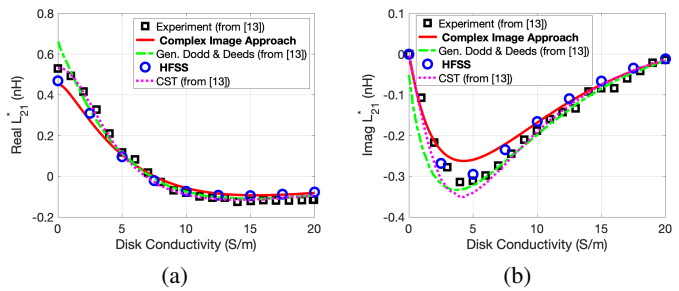 (a)
Real L*21 (nH)
0.8
0.6
0.4
0.2
0
-0.2
Experiment (from [13])
Complex Image Approach
Gen. Dodd & Deeds (from [13])
HFSS
CST (from [13])
0 5 10 15 20
Disk Conductivity (S/m)
(a)
(b)
Imag L*21 (nH)
0.1
0
-0.1
-0.2
-0.3
-0.4
Experiment (from [13])
Complex Image Approach
Gen. Dodd & Deeds (from [13])
HFSS
CST (from [13])
0 5 10 15 20
Disk Conductivity (S/m)
(b)